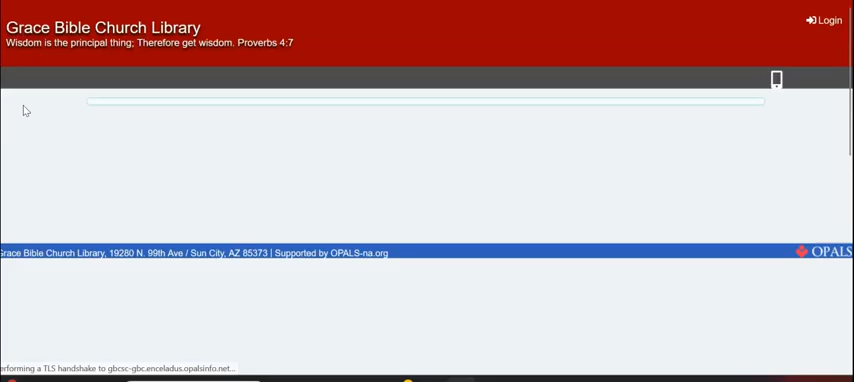 Grace Bible Church Library
Login
Wisdom is the principal thing; Therefore get wisdom. Proverbs 4:7
Grace Bible Church Library, 19280 N. 99th Ave / Sun City, AZ 85373 | Supported by OPALS-na.org
OPALS
erforming a TLS handshake to gbcsc-gbc.enceladus.opalsinfo.net...